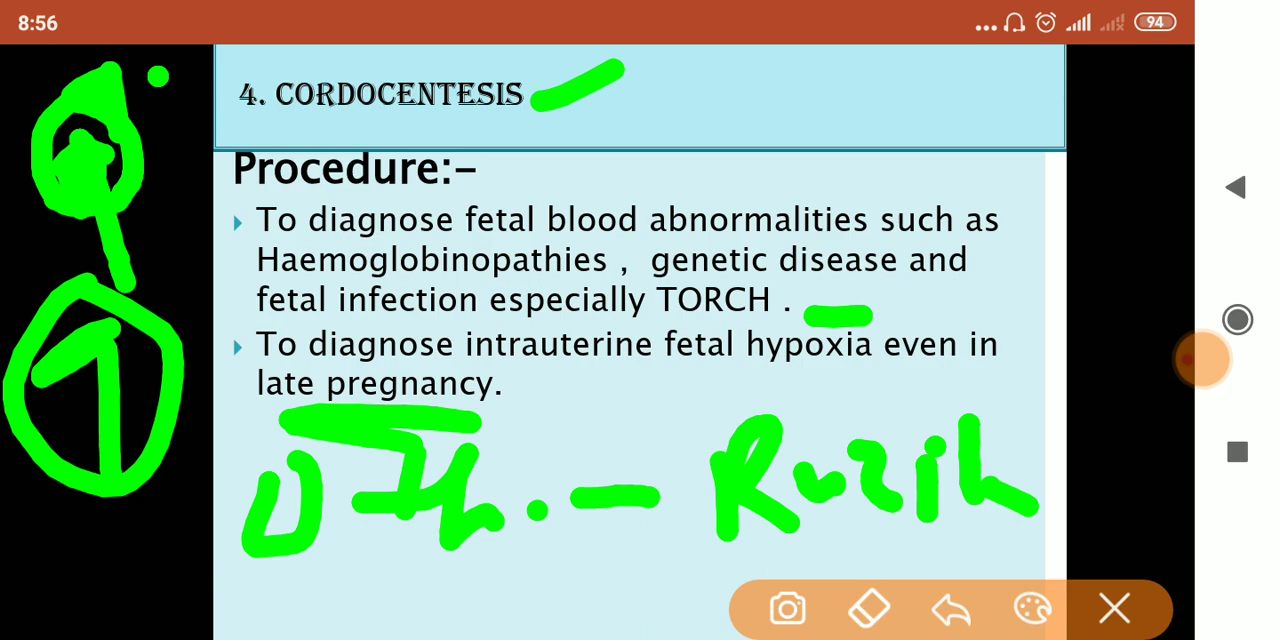 8:56
94
4. CORDOCENTESIS
Procedure:-
To diagnose fetal blood abnormalities such as
Haemoglobinopathies , genetic disease and
fetal infection especially TORCH .
To diagnose intrauterine fetal hypoxia even in
late pregnancy.